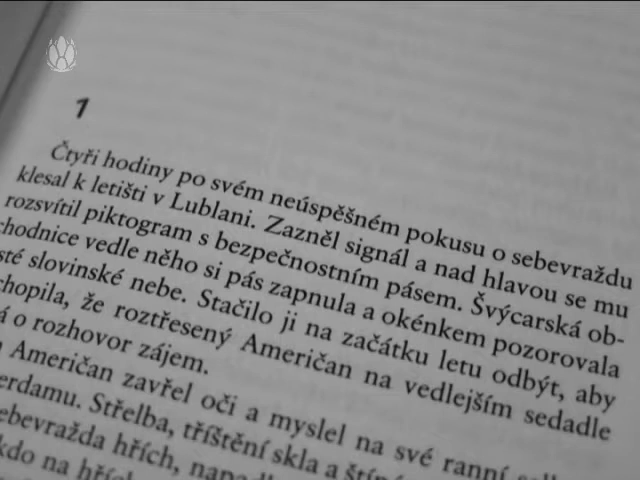 1
Čtyři hodiny po svém neúspěšném pokusu o sebevraždu
klesal k letišti v Lublani. Zazněl signál a nad hlavou se mu
rozsvítil piktogram s bezpečnostním pásem. Švýcarská ob-
chodnice vedle něho si pás zapnula a okénkem pozorovala
sté slovinské nebe. Stačilo ji na začátku letu odbýt, aby
chopila, že roztřesený Američan na vedlejším sedadle
á o rozhovor zájem.
Američan zavřel oči a myslel na své ranní
erdamu. Střelba, tříštění skla a
ebevražda hřích,
kdo na